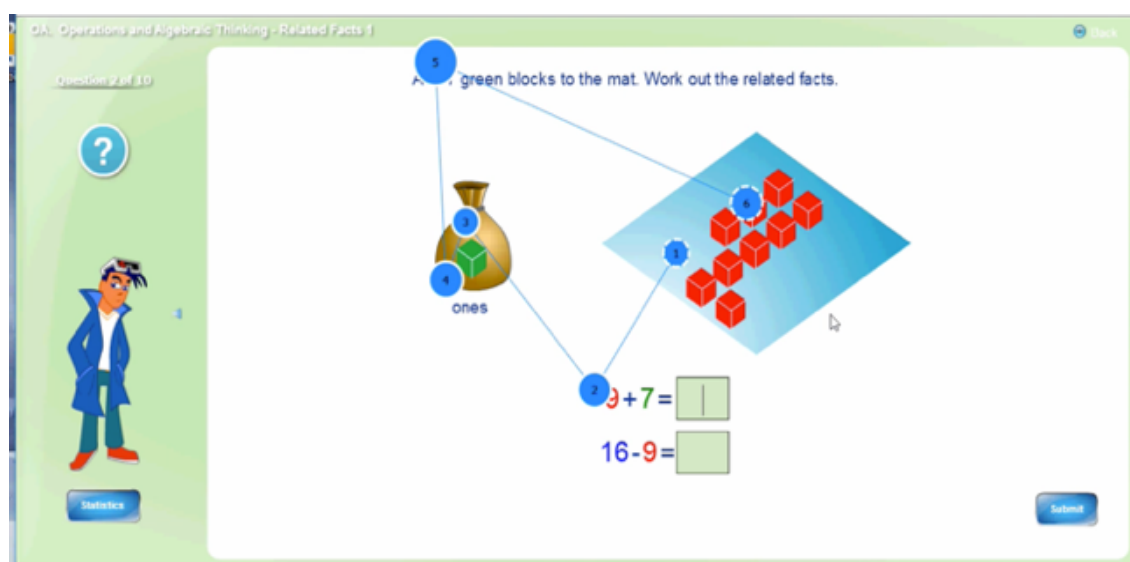 OA. Operations and Algebraic Thinking - Related Facts 1
Back
Question 2 of 10
5
green blocks to the mat. Work out the related facts.
?
6
3
1
4
ones
2
9+7=
16-9=
Statistics
Submit